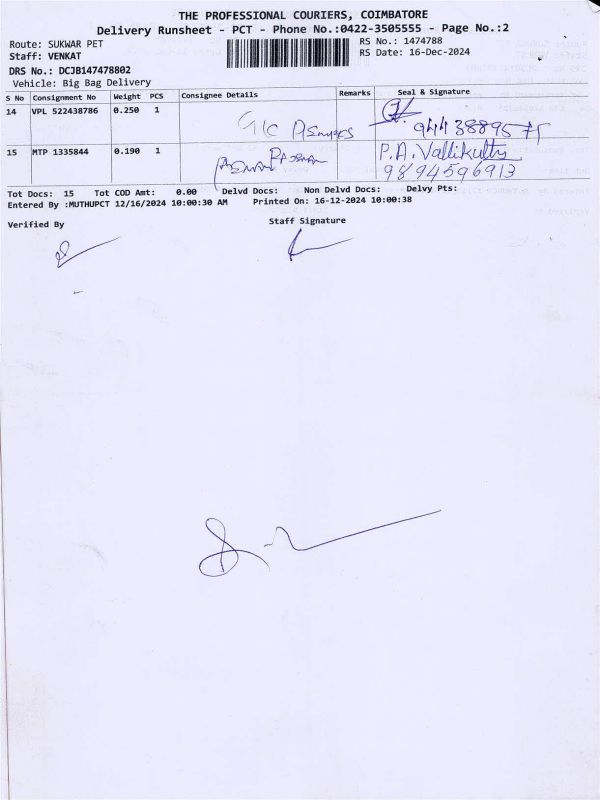 THE PROFESSIONAL COURIERS, COIMBATORE
Delivery Runsheet - PCT - Phone No.:0422-3505555 - Page No.:2
Route: SUKWAR PET
RS No.: 1474788
Staff: VENKAT
RS Date: 16-Dec-2024
DRS No.: DCJB147478802
Vehicle: Big Bag Delivery
S No Consignment No Weight PCS Consignee Details Remarks Seal & Signature
14 VPL 522438786 0.250 1
9443889575
15 MTP 1335844 0.190 1 P.A. Vallikutty
9894596913
Tot Docs: 15 Tot COD Amt: 0.00 Delvd Docs: Non Delvd Docs: Delvy Pts:
Entered By :MUTHUPCT 12/16/2024 10:00:30 AM Printed On: 16-12-2024 10:00:38
Verified By Staff Signature